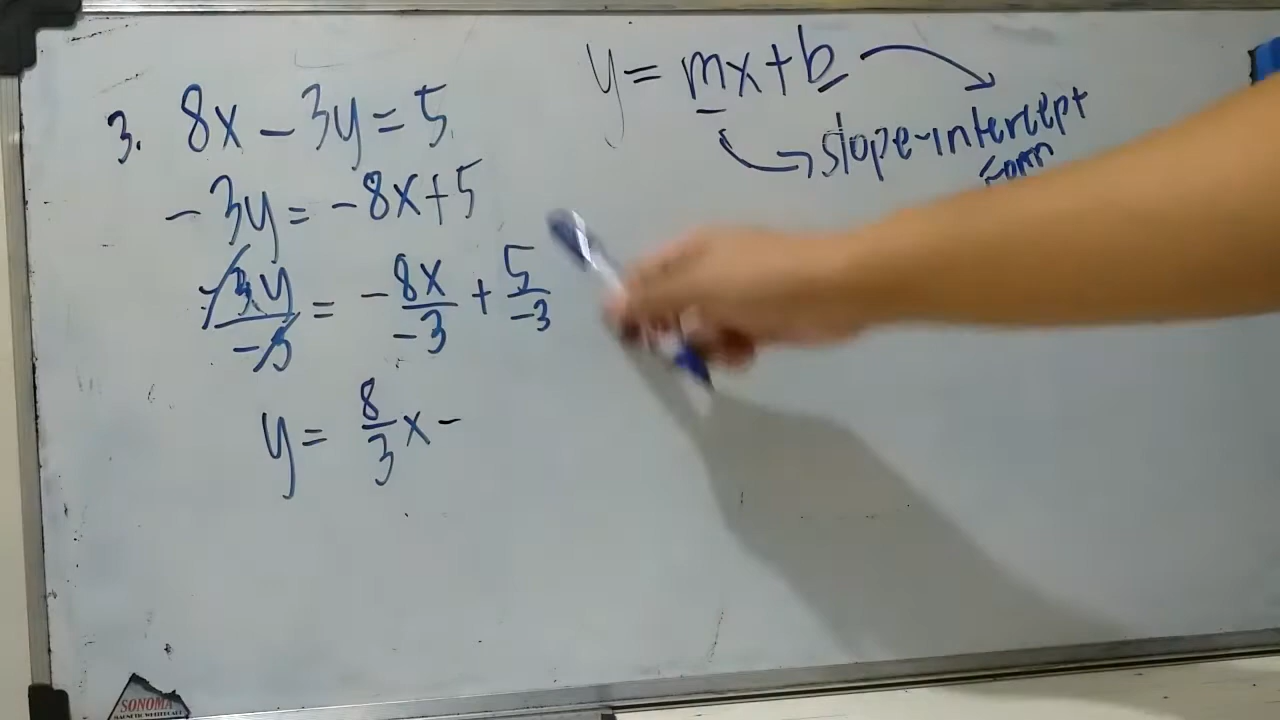 3. 8x - 3y = 5
-3y = -8x + 5
-3y/-3 = -8x/-3 + 5/-3
y = 8/3 x -
y = mx + b
slope-intercept
form
SONOMA